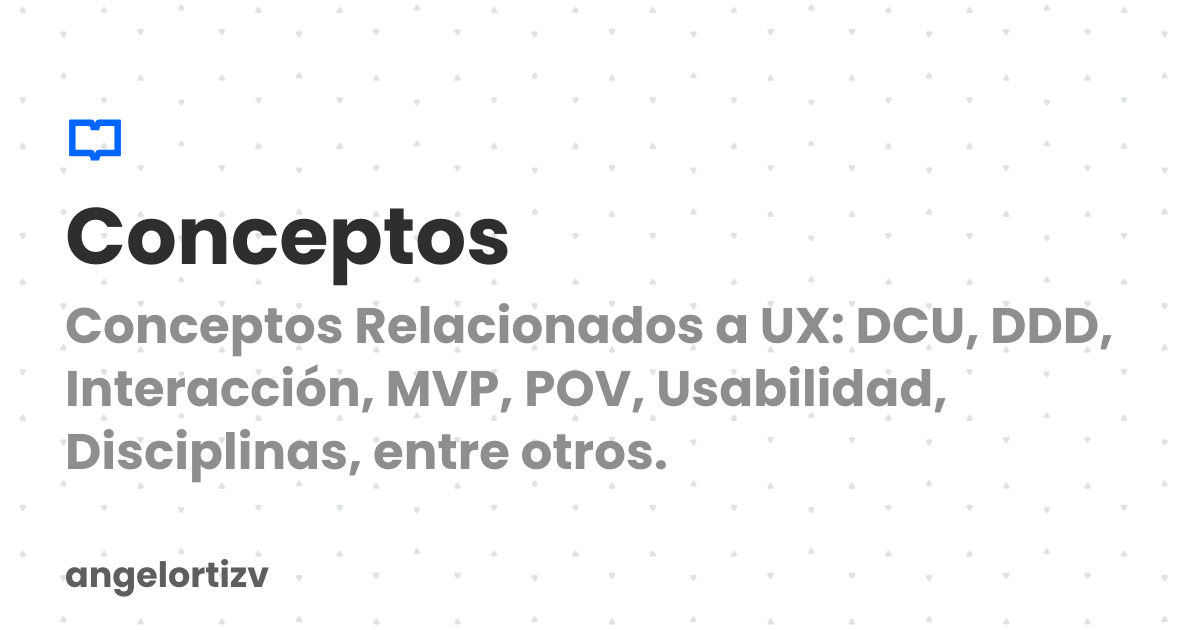 Conceptos
Conceptos Relacionados a UX: DCU, DDD,
Interacción, MVP, POV, Usabilidad,
Disciplinas, entre otros.
angelortizv